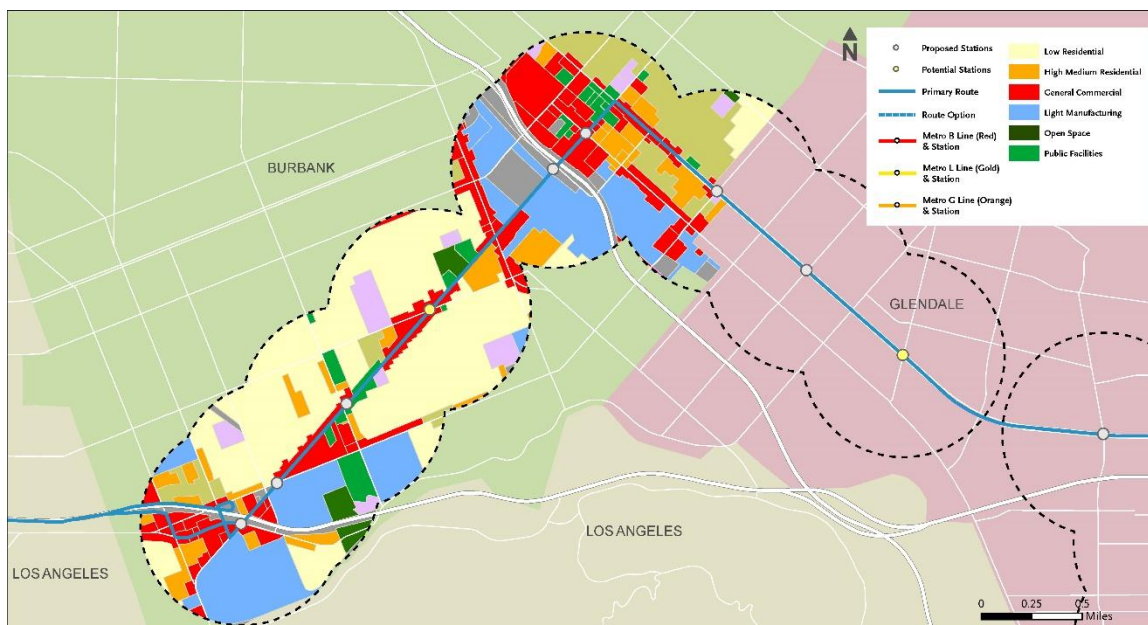 N
Proposed Stations
Potential Stations
Primary Route
Route Option
Metro B Line (Red)
& Station
Metro L Line (Gold)
& Station
Metro G Line (Orange)
& Station
Low Residential
High Medium Residential
General Commercial
Light Manufacturing
Open Space
Public Facilities
BURBANK
GLENDALE
LOS ANGELES
LOS ANGELES
0 0.25 0.5
Miles